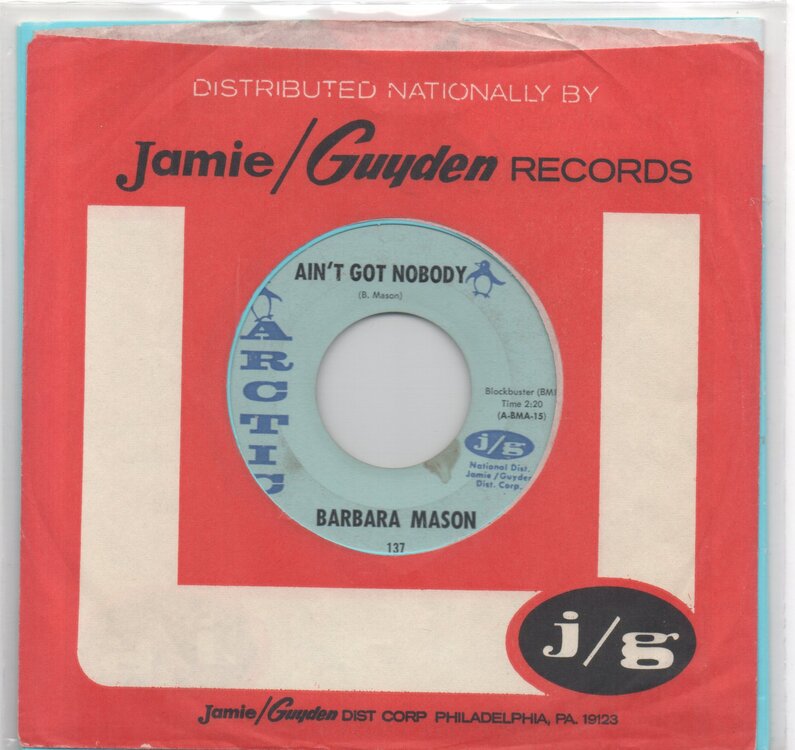 DISTRIBUTED NATIONALLY BY
Jamie/Guyden RECORDS
AIN'T GOT NOBODY
(B. Mason)
ARCTIC
Blockbuster (BMI
Time 2:20
(A-BMA-15)
j/g
National Dist.
Jamie/Guyden
Dist. Corp.
BARBARA MASON
137
j/g
Jamie/Guyden DIST CORP PHILADELPHIA, PA. 19123